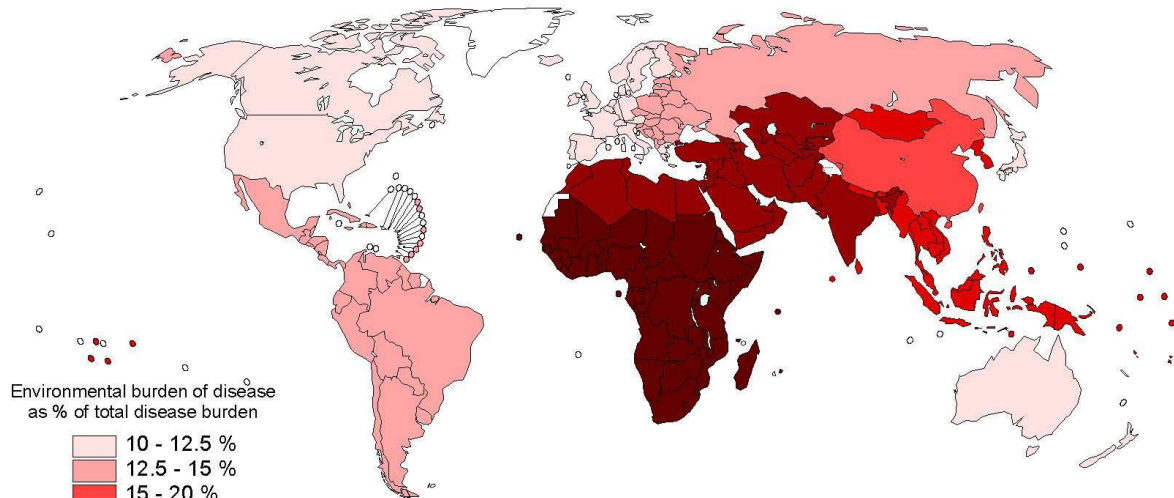 Environmental burden of disease
as % of total disease burden
10 - 12.5 %
12.5 - 15 %
15 - 20 %